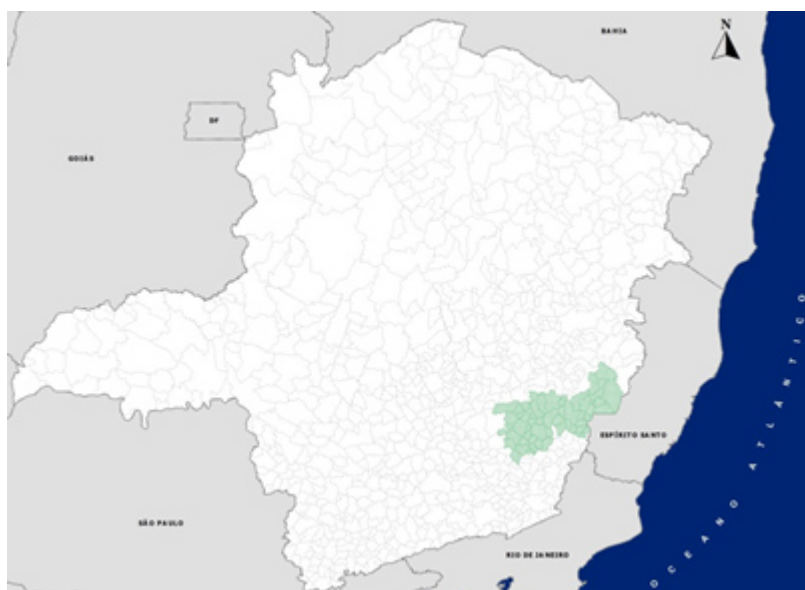 BAHIA
N
DF
GOIÁS
ESPÍRITO SANTO
SÃO PAULO
RIO DE JANEIRO
OCEANO ATLÂNTICO